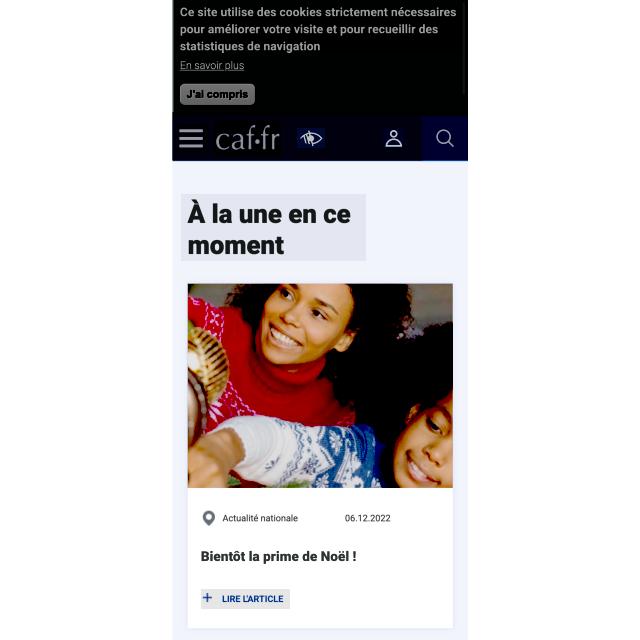 Ce site utilise des cookies strictement nécessaires
pour améliorer votre visite et pour recueillir des
statistiques de navigation
En savoir plus
J'ai compris
caf.fr
À la une en ce
moment
Actualité nationale 06.12.2022
Bientôt la prime de Noël !
+ LIRE L'ARTICLE